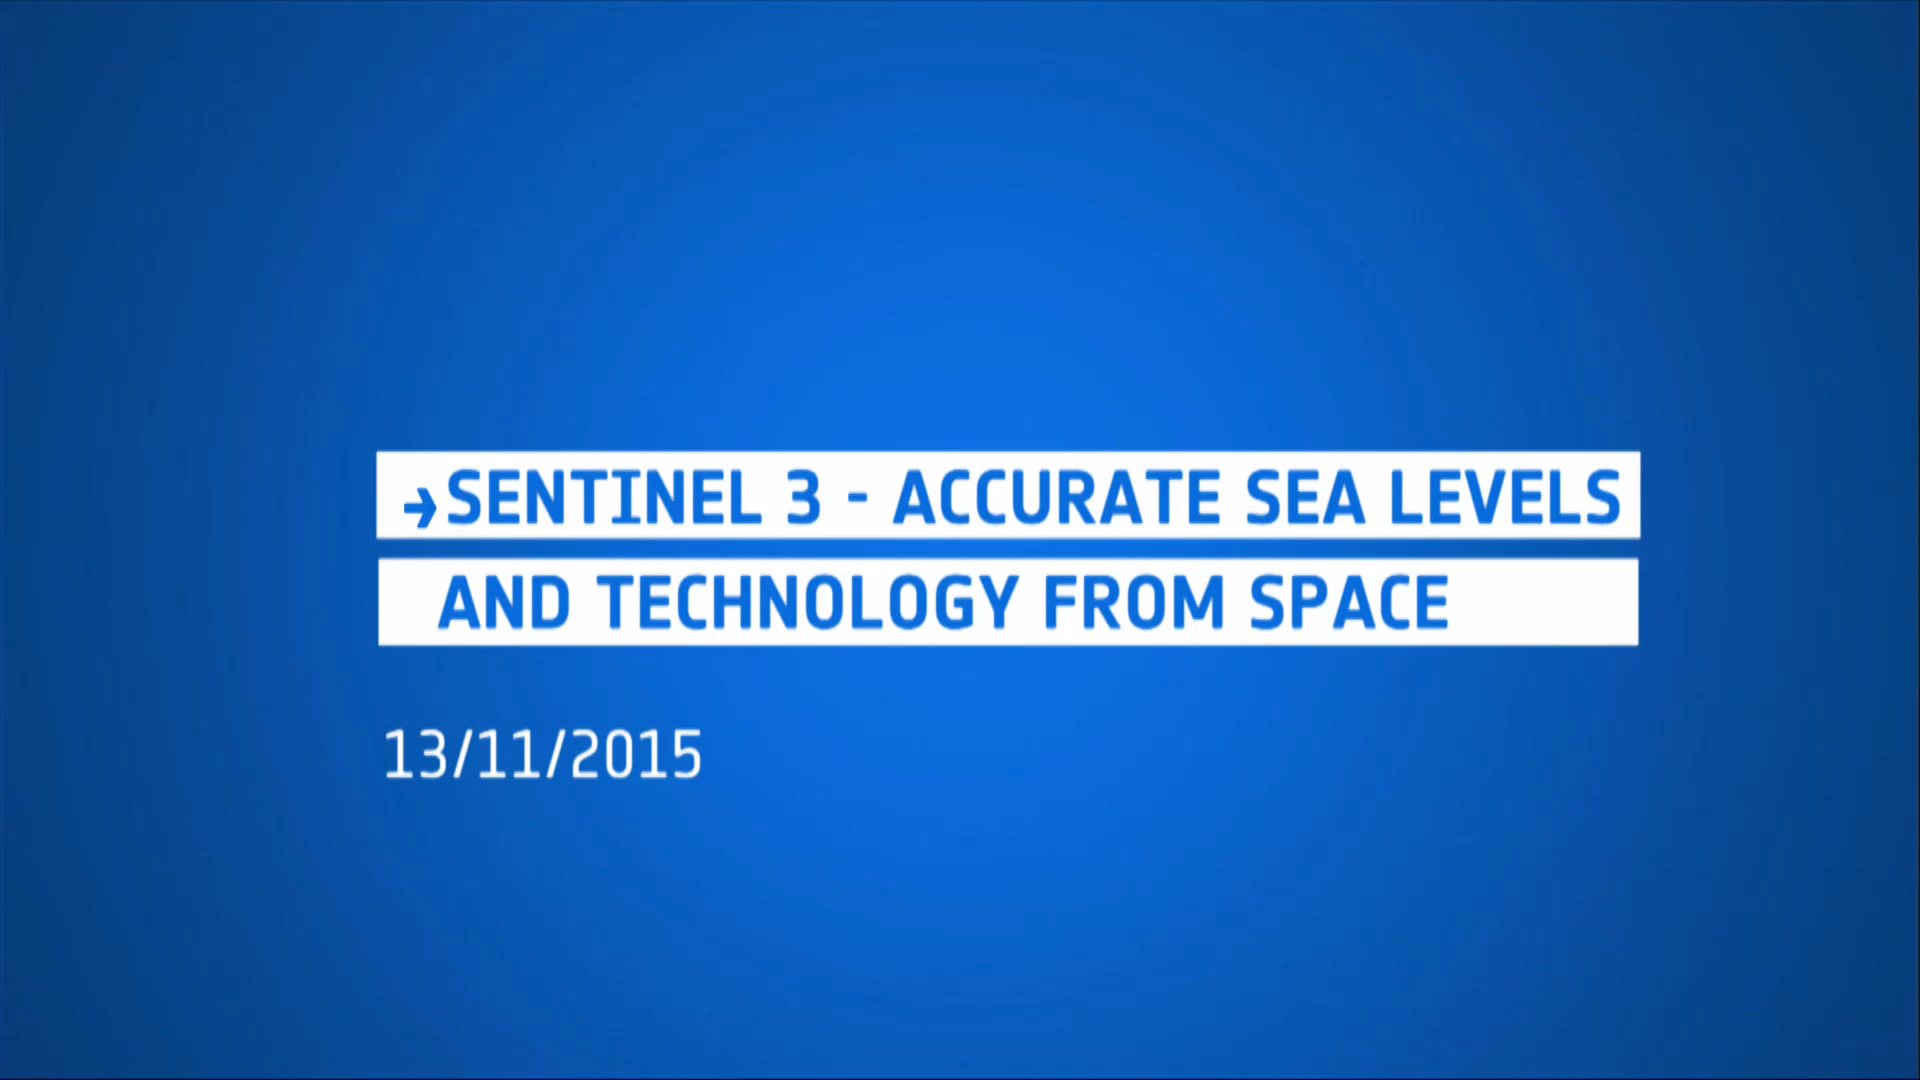 →SENTINEL 3 - ACCURATE SEA LEVELS
AND TECHNOLOGY FROM SPACE
13/11/2015